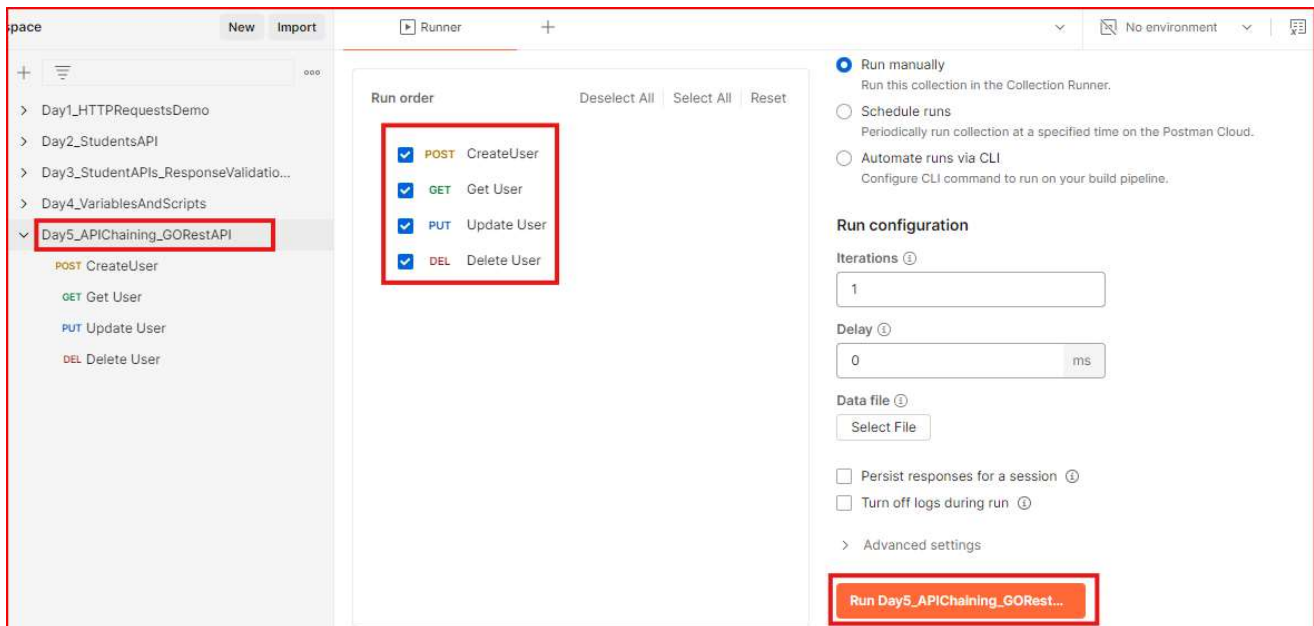 space New Import
Runner
No environment
Day1_HTTPRequestsDemo
Day2_StudentsAPI
Day3_StudentAPIs_ResponseValidatio...
Day4_VariablesAndScripts
Day5_APIChaining_GORestAPI
POST CreateUser
GET Get User
PUT Update User
DEL Delete User
Run order Deselect All Select All Reset
POST CreateUser
GET Get User
PUT Update User
DEL Delete User
Run manually
Run this collection in the Collection Runner.
Schedule runs
Periodically run collection at a specified time on the Postman Cloud.
Automate runs via CLI
Configure CLI command to run on your build pipeline.
Run configuration
Iterations
1
Delay
0 ms
Data file
Select File
Persist responses for a session
Turn off logs during run
Advanced settings
Run Day5_APIChaining_GORest...